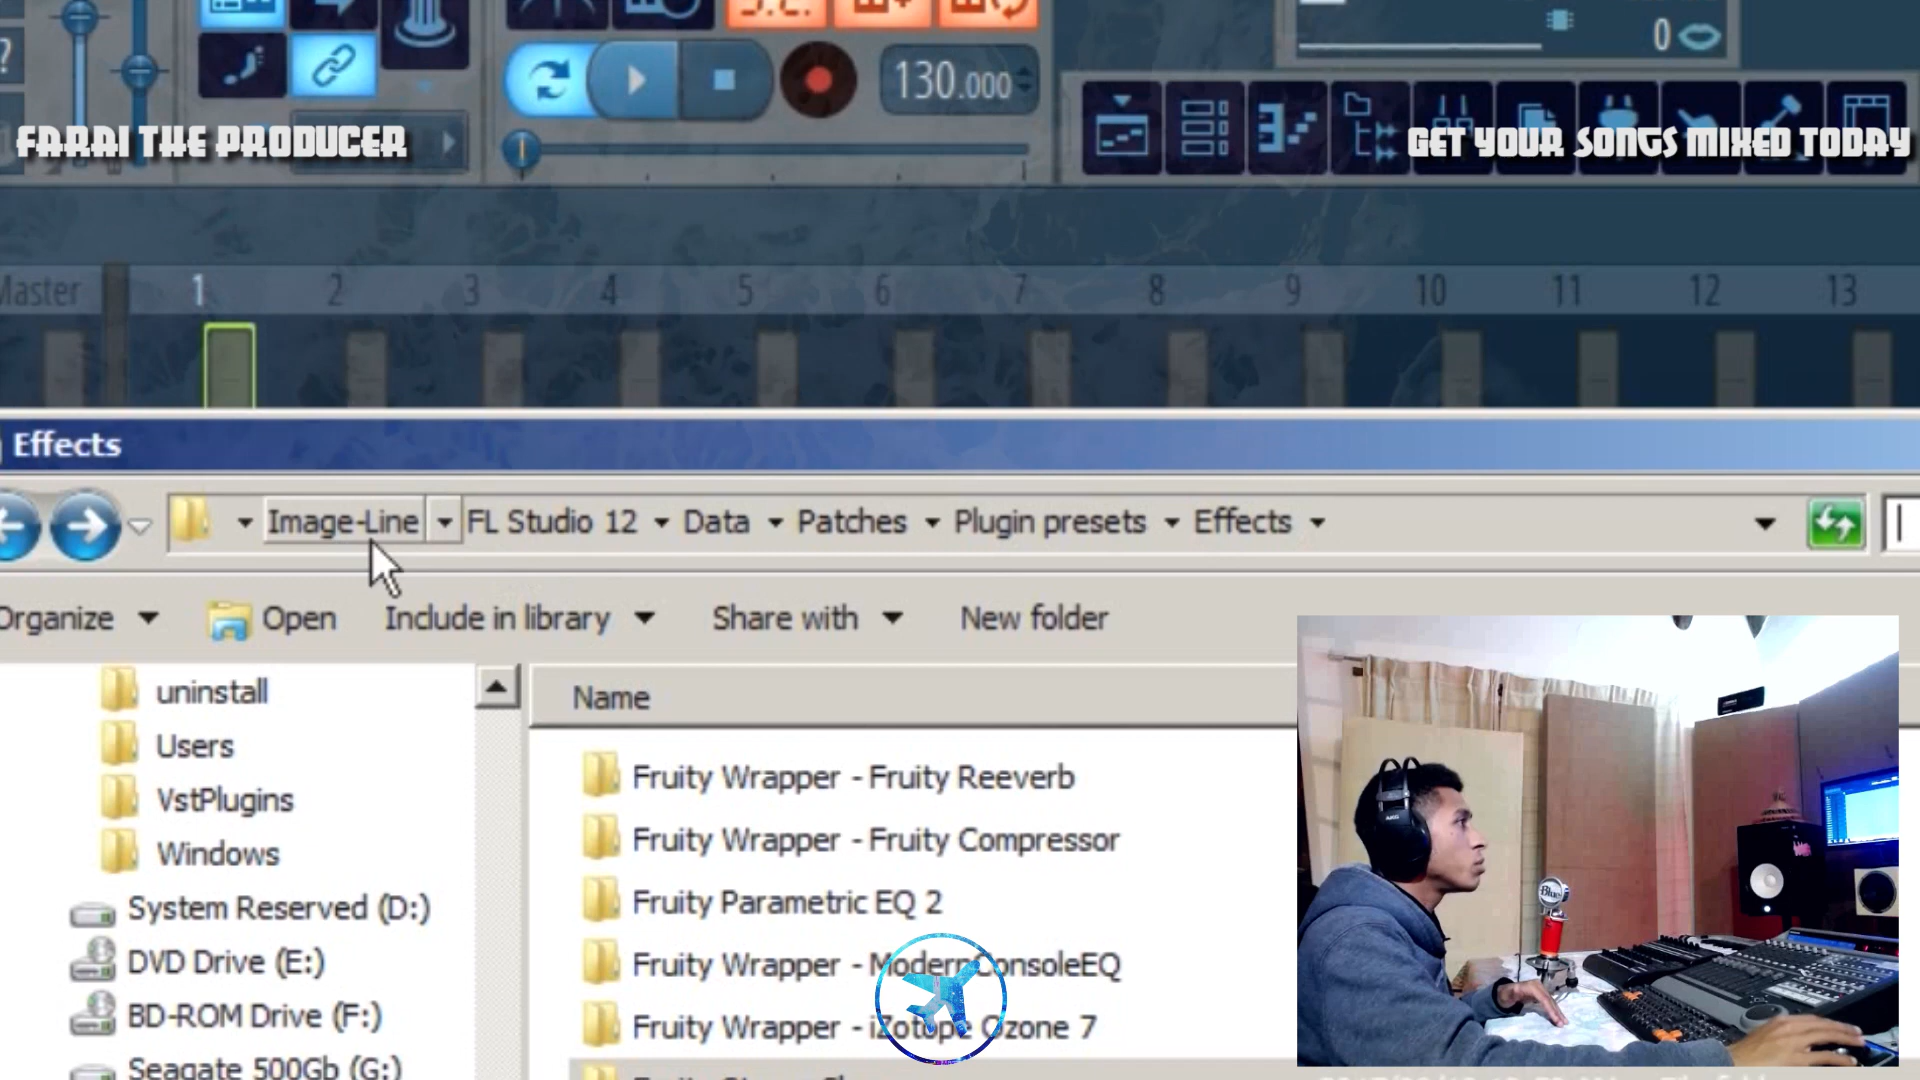 ?
130.000
0
FARAI THE PRODUCER
GET YOUR SONGS MIXED TODAY
Master 1 2 3 4 5 6 7 8 9 10 11 12 13
Effects
Image-Line FL Studio 12 Data Patches Plugin presets Effects
Organize Open Include in library Share with New folder
uninstall
Users
VstPlugins
Windows
System Reserved (D:)
DVD Drive (E:)
BD-ROM Drive (F:)
Seagate 500Gb (G:)
Name
Fruity Wrapper - Fruity Reeverb
Fruity Wrapper - Fruity Compressor
Fruity Parametric EQ 2
Fruity Wrapper - ModernConsoleEQ
Fruity Wrapper - iZotope Ozone 7
Blue
AKG